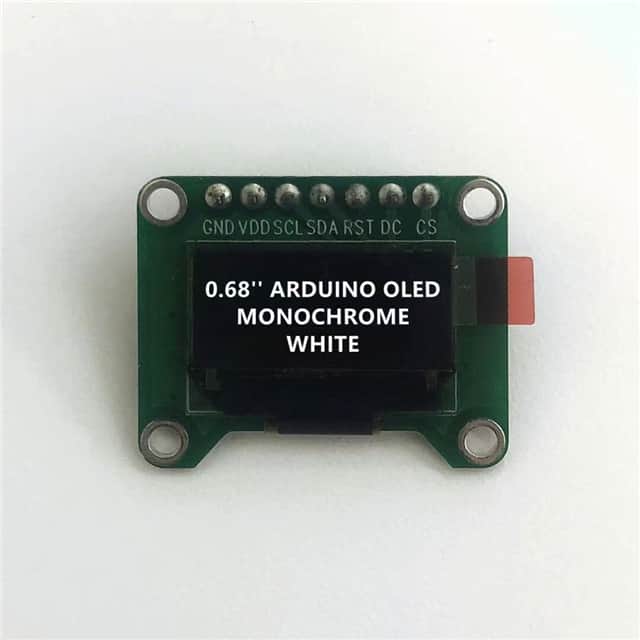 GND VDD SCL SDA RST DC CS
0.68'' ARDUINO OLED
MONOCHROME
WHITE